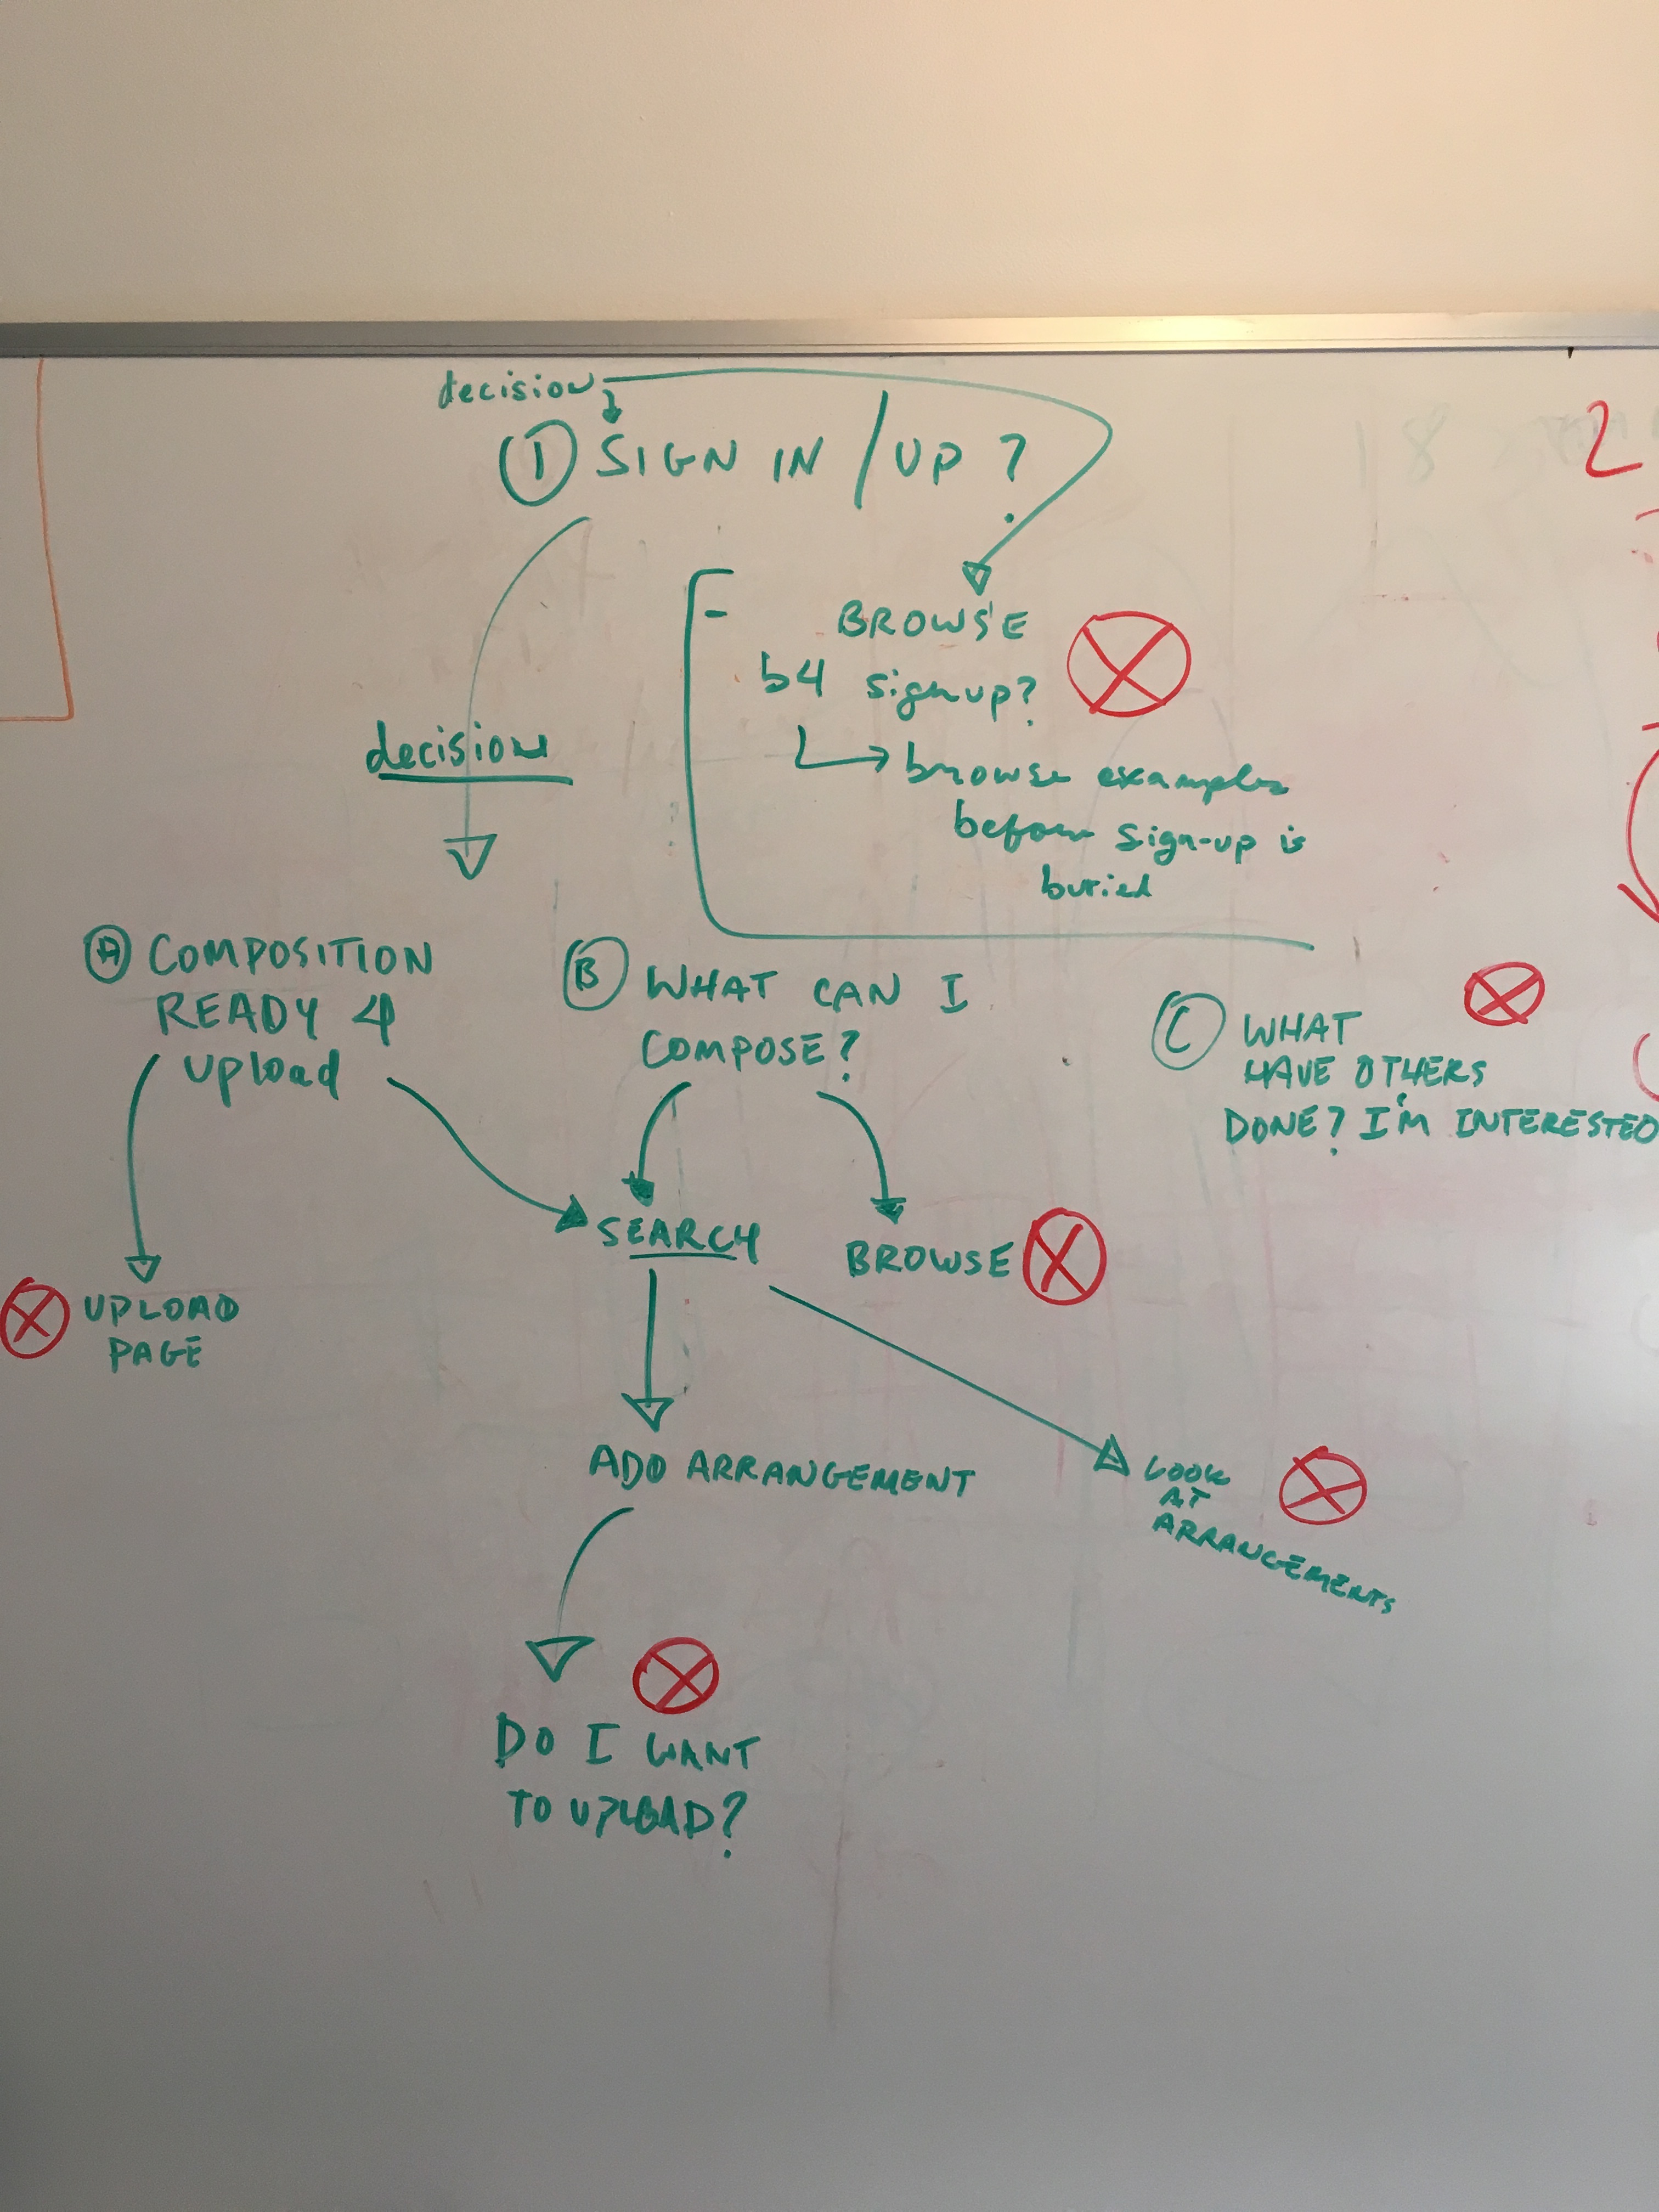 decision
① SIGN IN / UP ?
- BROWSE
b4 signup?
browse examples
before sign-up is
buried
decision
Ⓐ COMPOSITION
READY 4
upload
Ⓑ WHAT CAN I
COMPOSE?
Ⓒ WHAT
HAVE OTHERS
DONE? I'M INTERESTED
SEARCH
BROWSE
UPLOAD
PAGE
ADD ARRANGEMENT
LOOK
AT
ARRANGEMENTS
DO I WANT
TO UPLOAD?
2